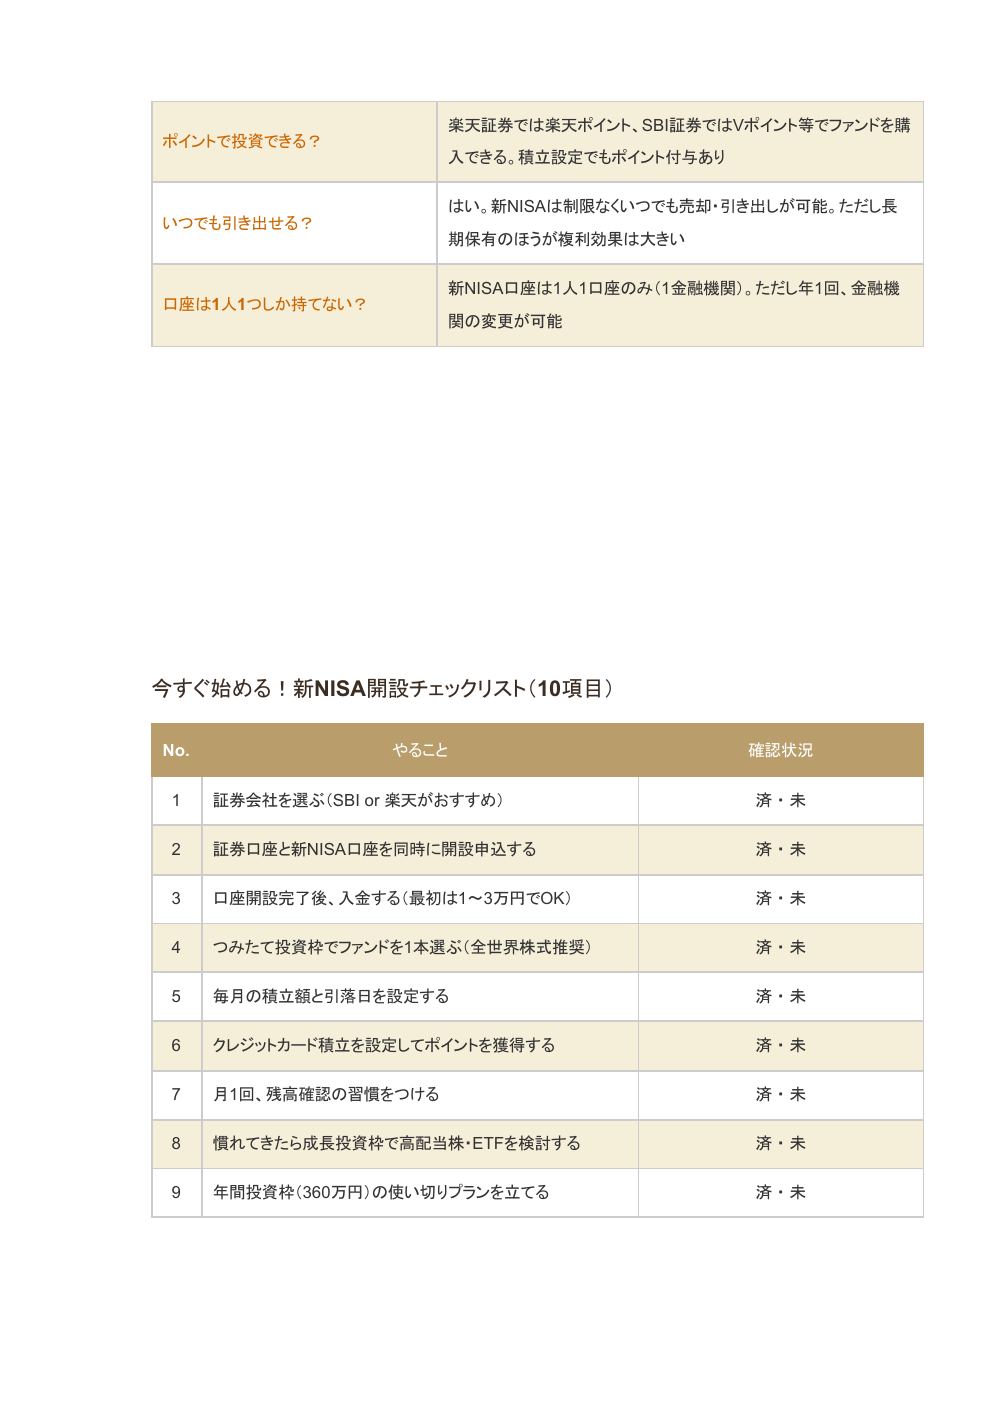 ポイントで投資できる？
楽天証券では楽天ポイント、SBI証券ではVポイント等でファンドを購
入できる。積立設定でもポイント付与あり
いつでも引き出せる？
はい。新NISAは制限なくいつでも売却・引き出しが可能。ただし長
期保有のほうが複利効果は大きい
口座は1人1つしか持てない？
新NISA口座は1人1口座のみ（1金融機関）。ただし年1回、金融機
関の変更が可能
今すぐ始める！新NISA開設チェックリスト（10項目）
No. やること 確認状況
1 証券会社を選ぶ（SBI or 楽天がおすすめ） 済・未
2 証券口座と新NISA口座を同時に開設申込する 済・未
3 口座開設完了後、入金する（最初は1～3万円でOK） 済・未
4 つみたて投資枠でファンドを1本選ぶ（全世界株式推奨） 済・未
5 毎月の積立額と引落日を設定する 済・未
6 クレジットカード積立を設定してポイントを獲得する 済・未
7 月1回、残高確認の習慣をつける 済・未
8 慣れてきたら成長投資枠で高配当株・ETFを検討する 済・未
9 年間投資枠（360万円）の使い切りプランを立てる 済・未